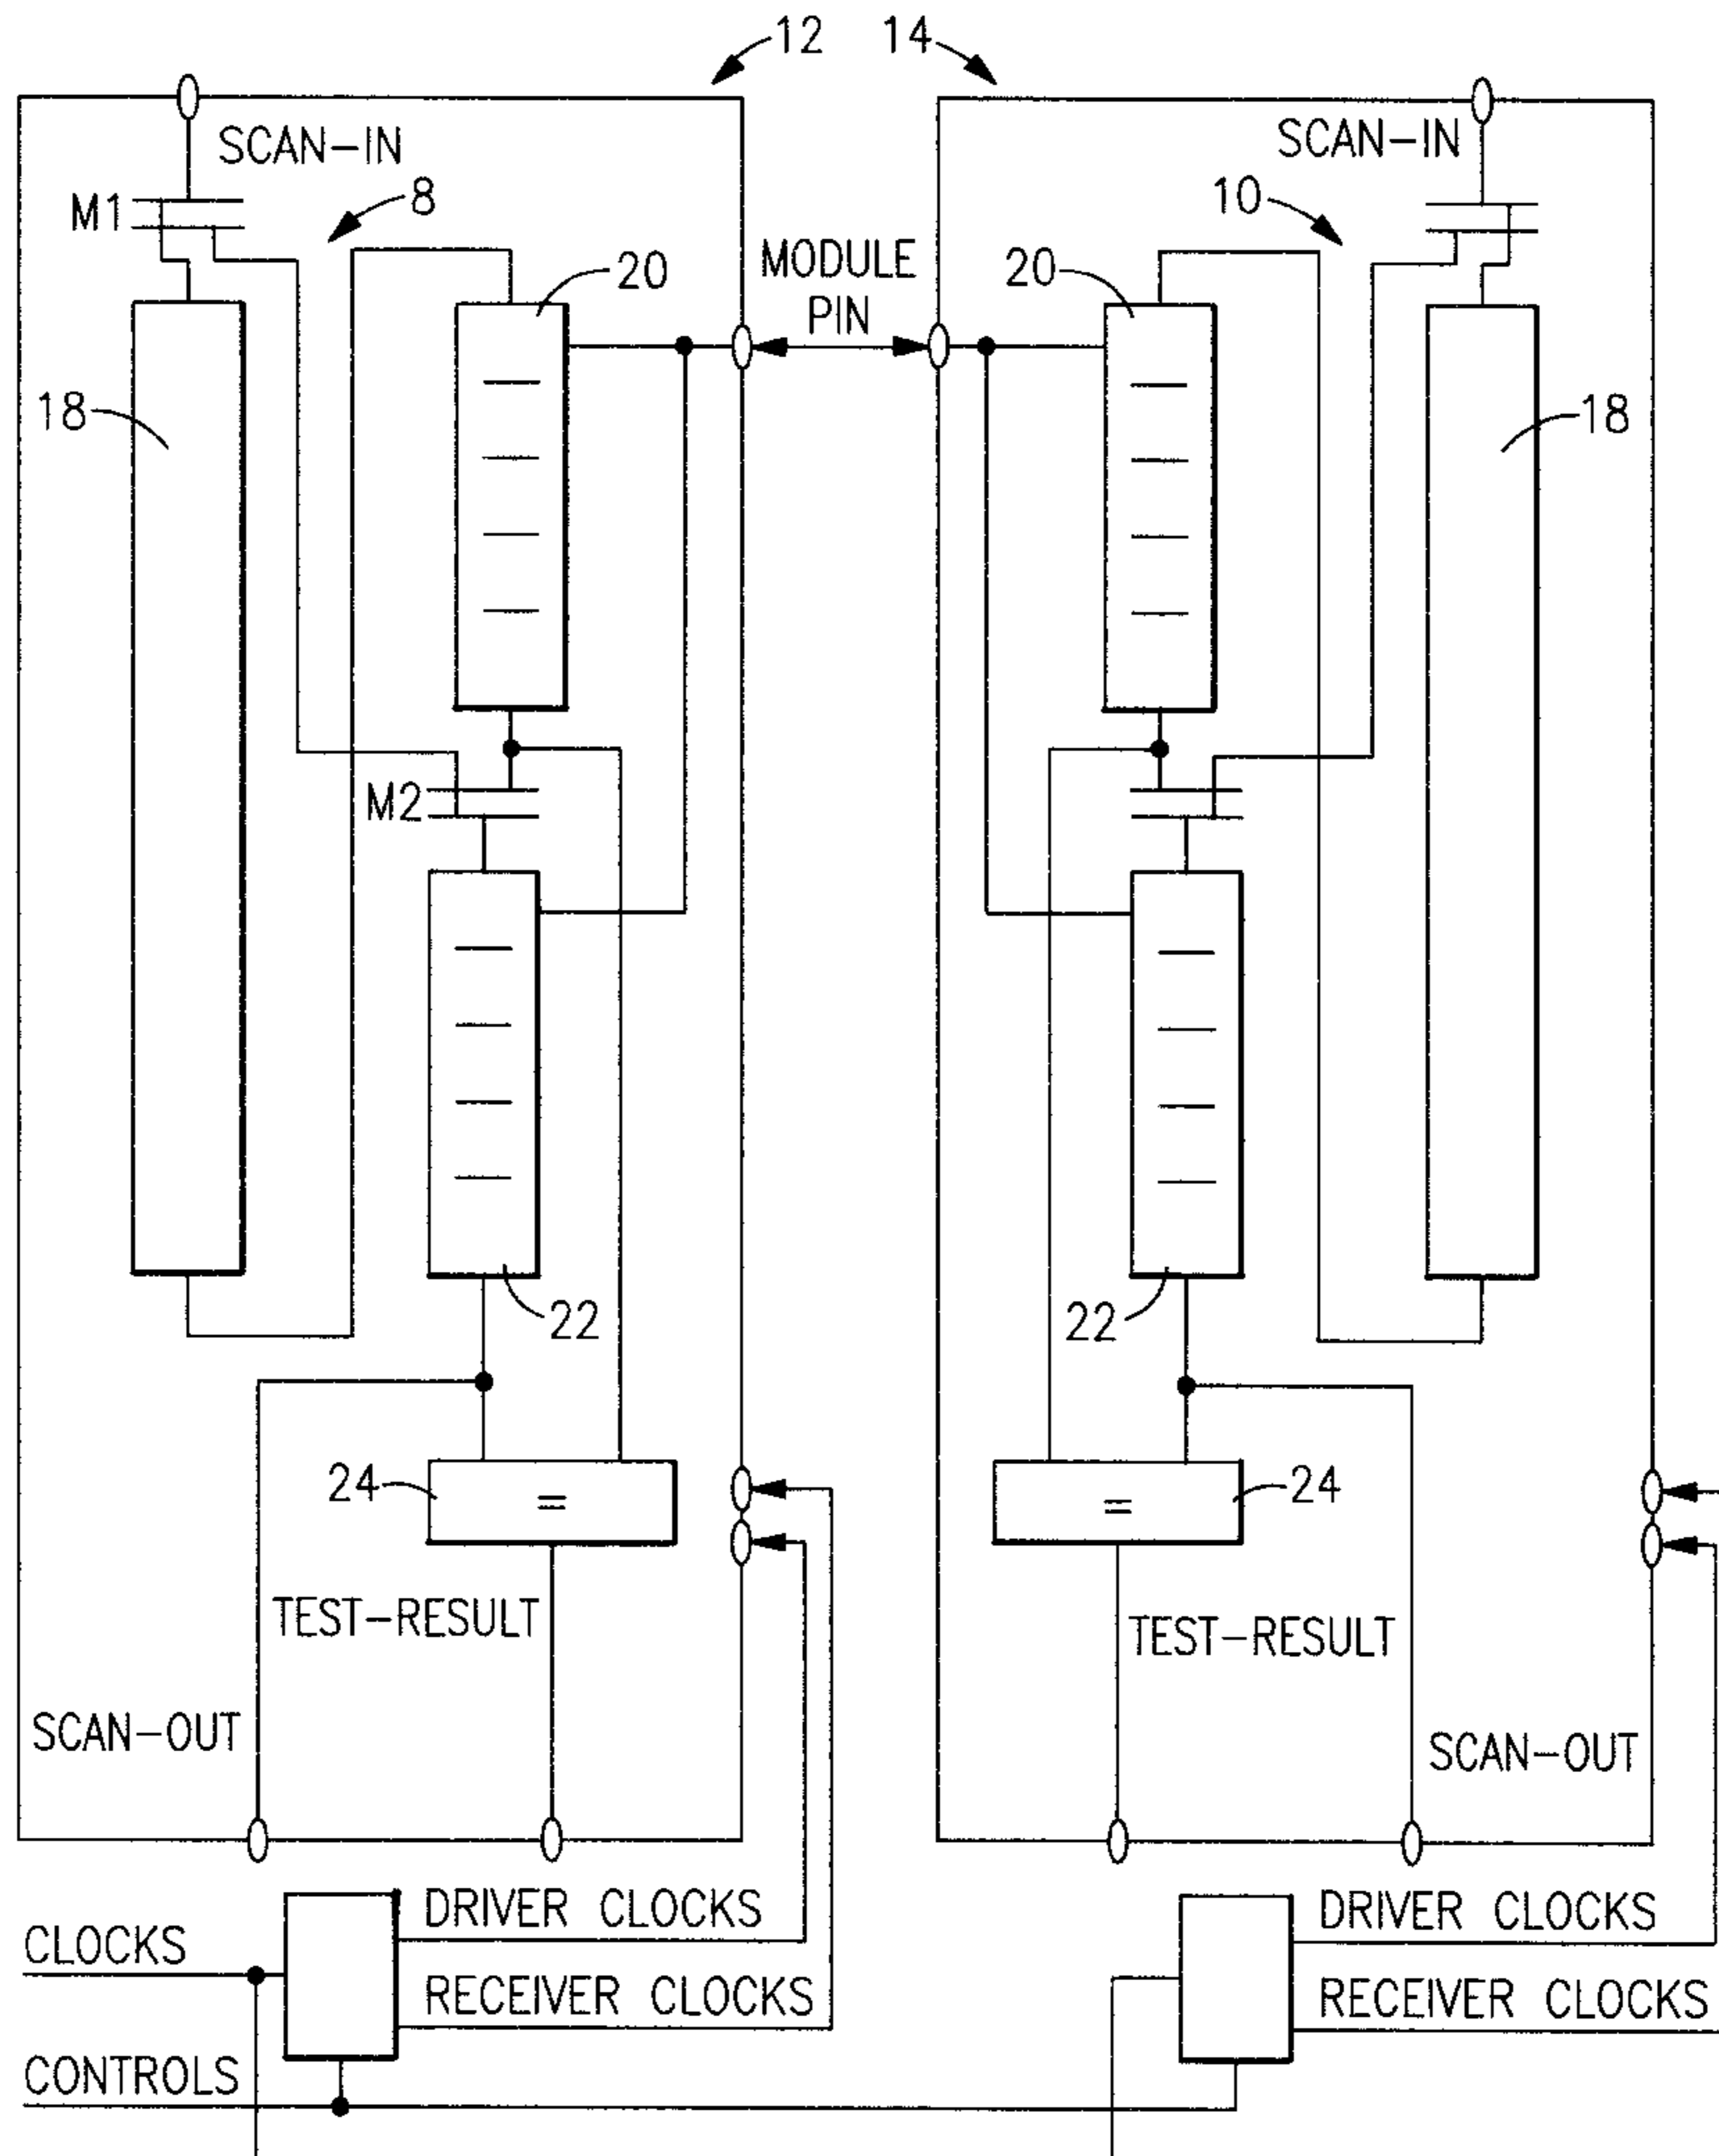 12 14
SCAN-IN
SCAN-IN
M1
8
10
MODULE
PIN
20
20
18
18
M2
22
22
24
=
=
24
TEST-RESULT
TEST-RESULT
SCAN-OUT
SCAN-OUT
DRIVER CLOCKS
DRIVER CLOCKS
CLOCKS
RECEIVER CLOCKS
RECEIVER CLOCKS
CONTROLS